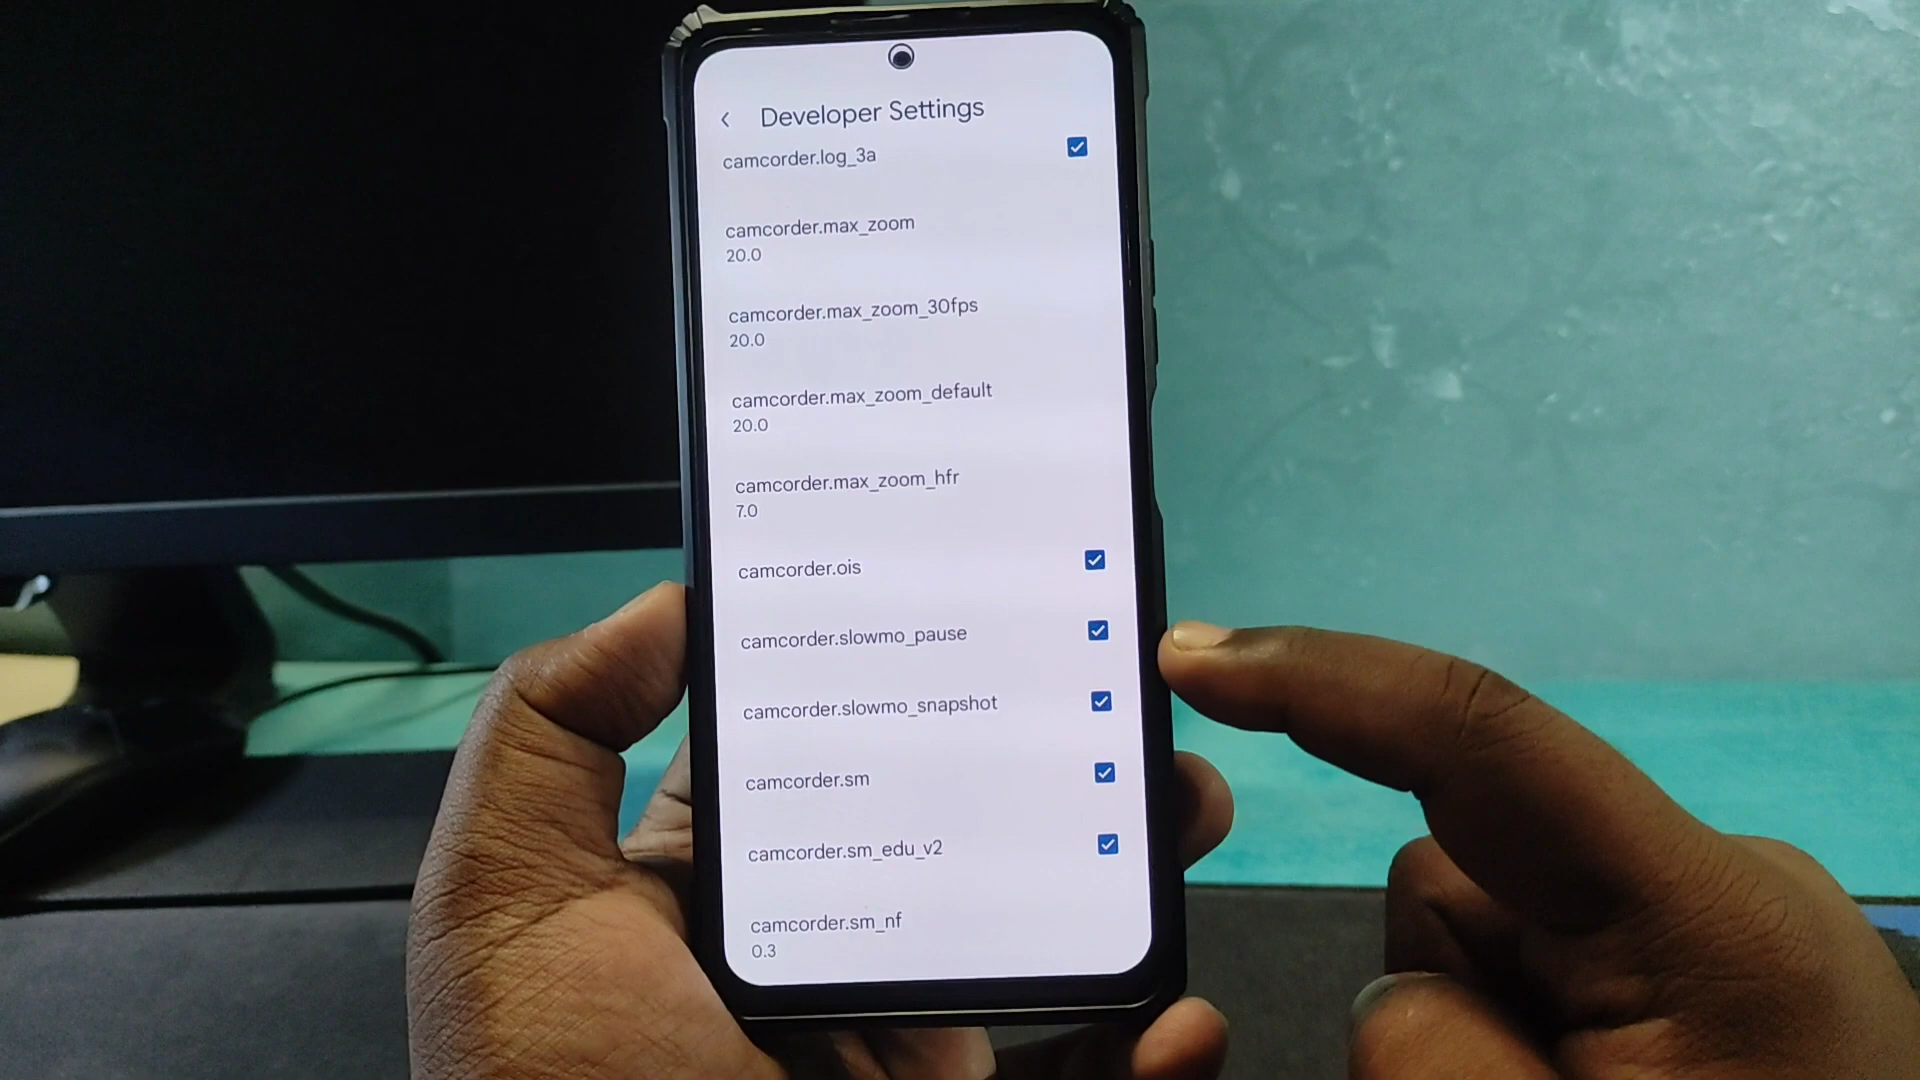 Developer Settings
camcorder.log_3a
camcorder.max_zoom
20.0
camcorder.max_zoom_30fps
20.0
camcorder.max_zoom_default
20.0
camcorder.max_zoom_hfr
7.0
camcorder.ois
camcorder.slowmo_pause
camcorder.slowmo_snapshot
camcorder.sm
camcorder.sm_edu_v2
camcorder.sm_nf
0.3